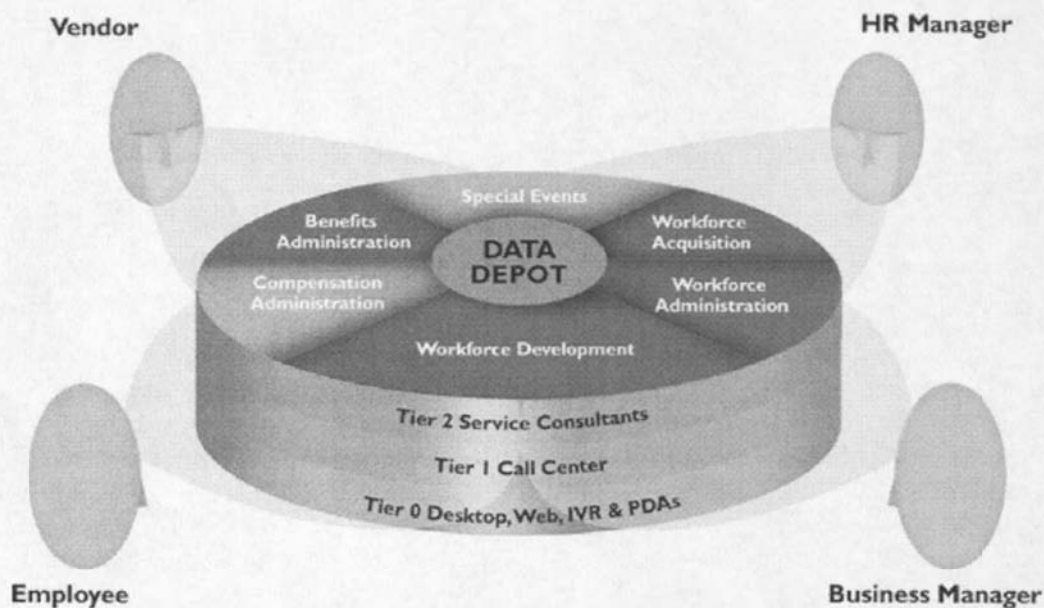 Vendor
HR Manager
Special Events
Benefits
Administration
Workforce
Acquisition
DATA
DEPOT
Compensation
Administration
Workforce
Administration
Workforce Development
Tier 2 Service Consultants
Tier 1 Call Center
Tier 0 Desktop, Web, IVR & PDAs
Employee
Business Manager